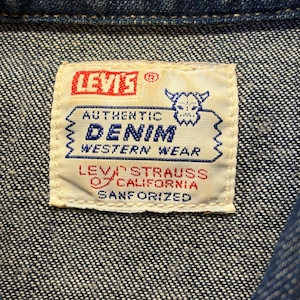 LEVI'S ®
AUTHENTIC
DENIM
WESTERN WEAR
LEVI STRAUSS
OF CALIFORNIA
SANFORIZED